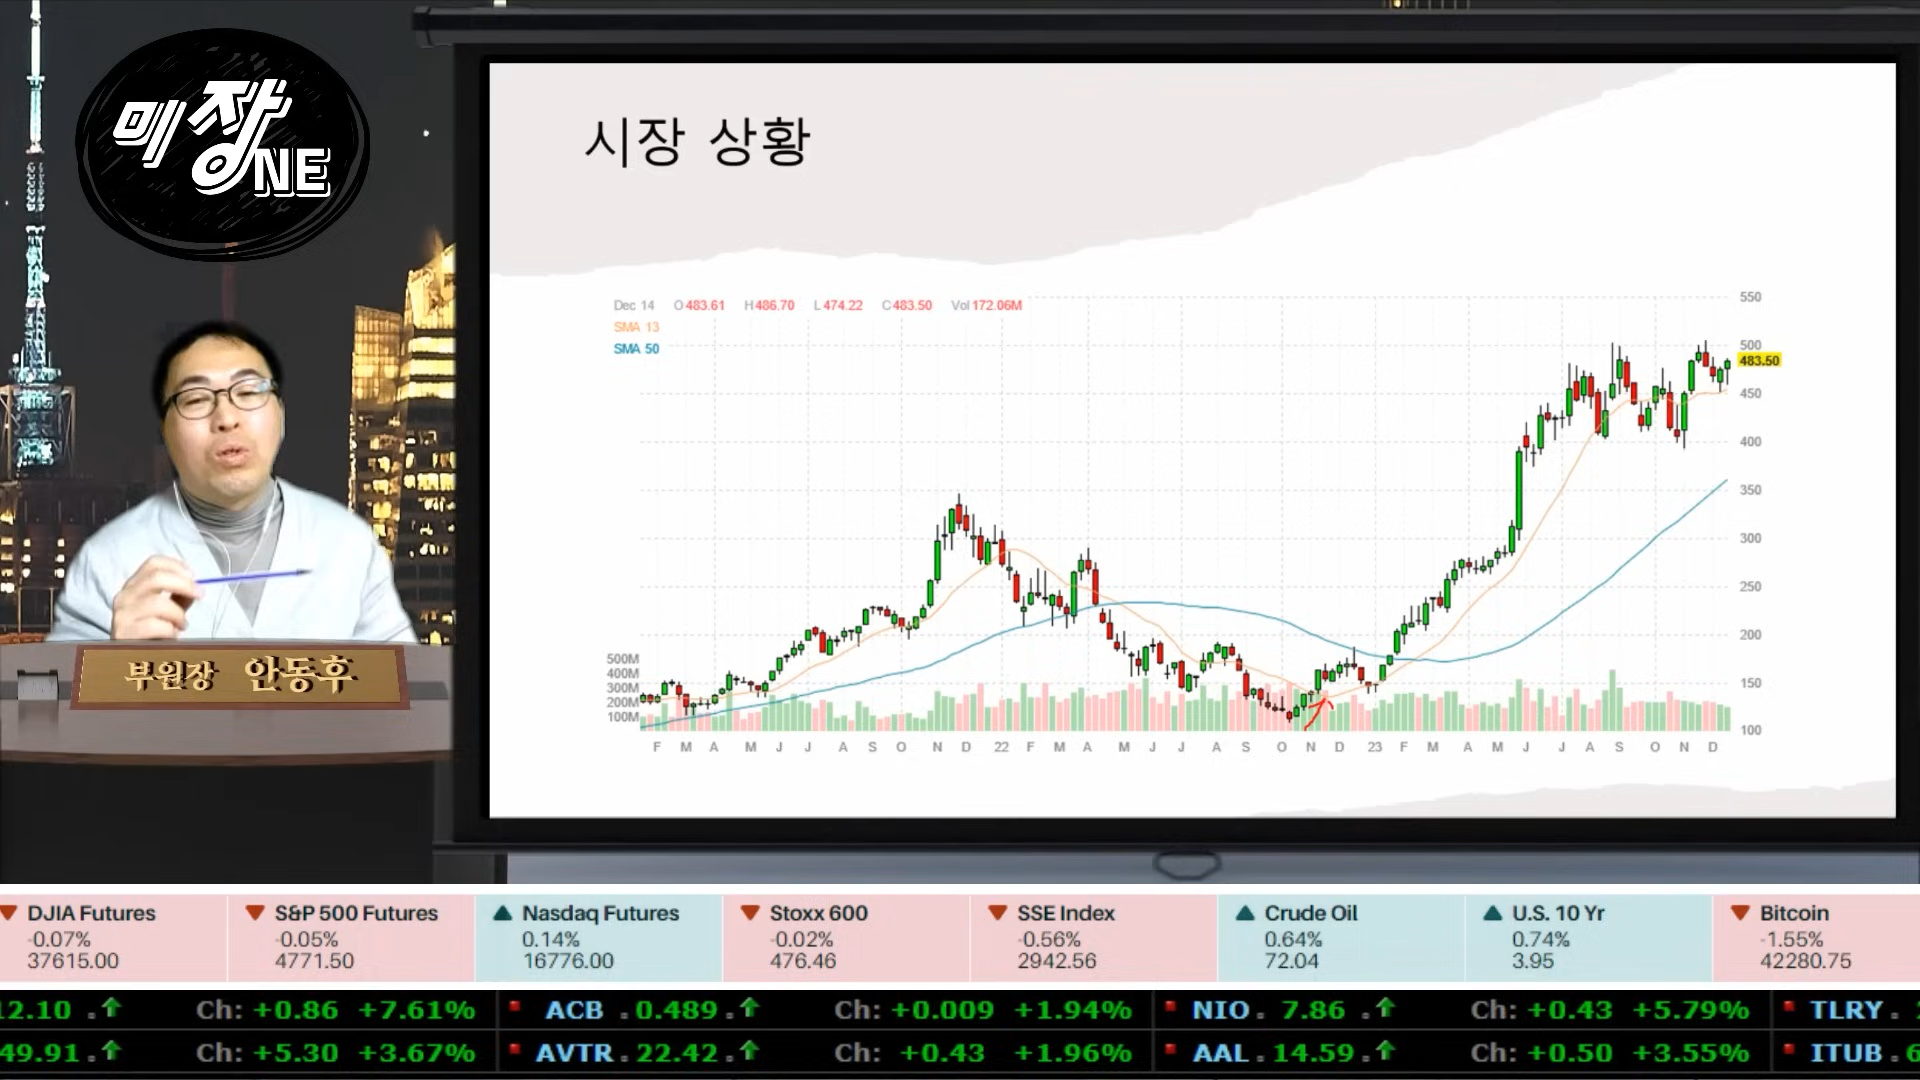 미장
ONE
시장 상황
Dec 14 O483.61 H486.70 L474.22 C483.50 Vol172.06M
SMA 13
SMA 50
550
500
483.50
450
400
350
300
250
200
150
100
500M
400M
300M
200M
100M
F M A M J J A S O N D 22 F M A M J J A S O N D 23 F M A M J J A S O N D
부원장 안동후
DJIA Futures
-0.07%
37615.00
S&P 500 Futures
-0.05%
4771.50
Nasdaq Futures
0.14%
16776.00
Stoxx 600
-0.02%
476.46
SSE Index
-0.56%
2942.56
Crude Oil
0.64%
72.04
U.S. 10 Yr
0.74%
3.95
Bitcoin
-1.55%
42280.75
12.10 Ch: +0.86 +7.61% ACB 0.489 Ch: +0.009 +1.94% NIO 7.86 Ch: +0.43 +5.79% TLRY
49.91 Ch: +5.30 +3.67% AVTR 22.42 Ch: +0.43 +1.96% AAL 14.59 Ch: +0.50 +3.55% ITUB